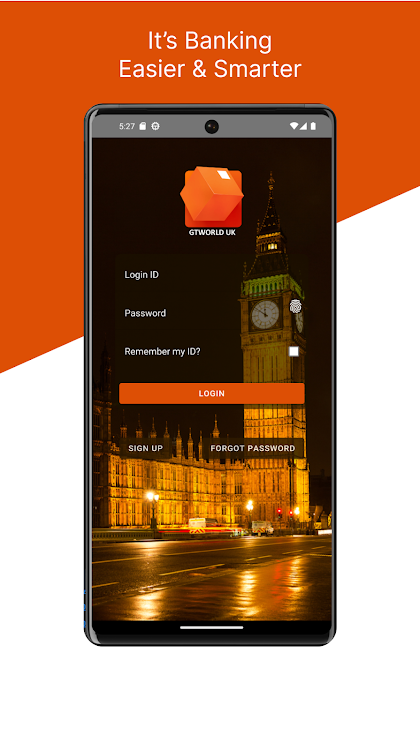 It's Banking
Easier & Smarter
5:27
GTWORLD UK
Login ID
Password
Remember my ID?
LOGIN
SIGN UP
FORGOT PASSWORD